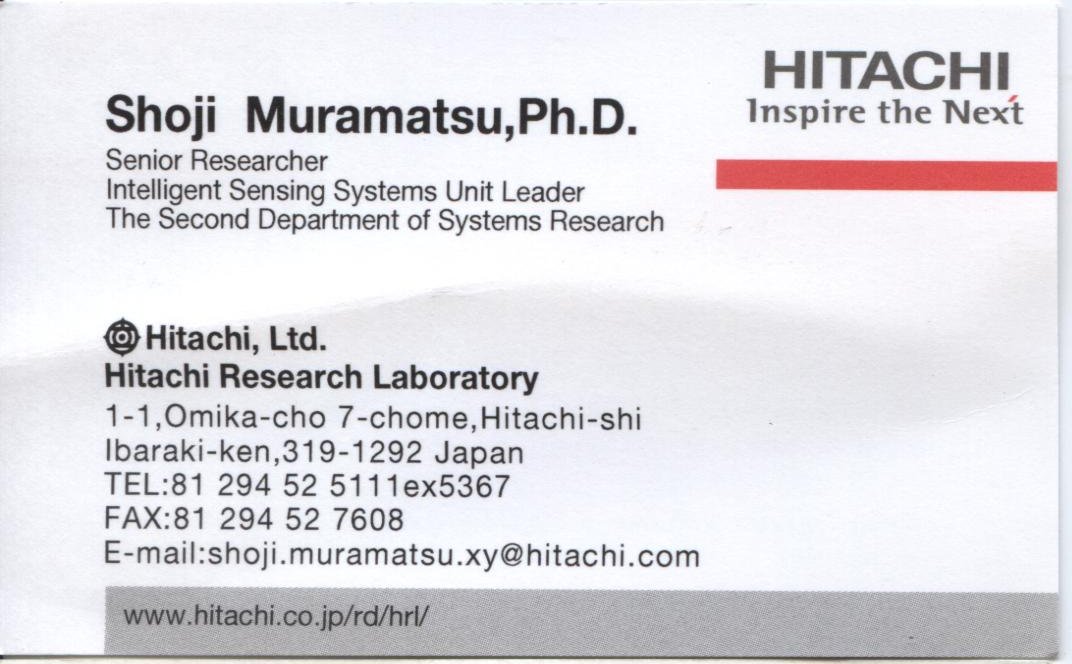 HITACHI
Inspire the Next
Shoji Muramatsu,Ph.D.
Senior Researcher
Intelligent Sensing Systems Unit Leader
The Second Department of Systems Research
Hitachi, Ltd.
Hitachi Research Laboratory
1-1,Omika-cho 7-chome,Hitachi-shi
Ibaraki-ken,319-1292 Japan
TEL:81 294 52 5111ex5367
FAX:81 294 52 7608
E-mail:shoji.muramatsu.xy@hitachi.com
www.hitachi.co.jp/rd/hrl/